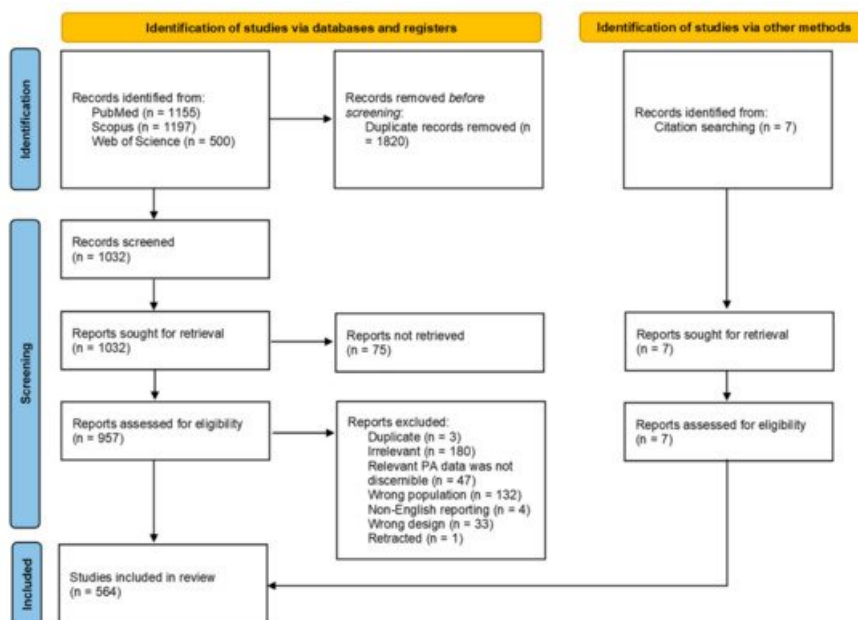 Identification of studies via databases and registers
Identification of studies via other methods
Identification
Records identified from:
PubMed (n = 1155)
Scopus (n = 1197)
Web of Science (n = 500)
Records removed before
screening:
Duplicate records removed (n
= 1820)
Records identified from:
Citation searching (n = 7)
Screening
Records screened
(n = 1032)
Reports sought for retrieval
(n = 1032)
Reports not retrieved
(n = 75)
Reports sought for retrieval
(n = 7)
Reports assessed for eligibility
(n = 957)
Reports excluded:
Duplicate (n = 3)
Irrelevant (n = 180)
Relevant PA data was not
discernible (n = 47)
Wrong population (n = 132)
Non-English reporting (n = 4)
Wrong design (n = 33)
Retracted (n = 1)
Reports assessed for eligibility
(n = 7)
Included
Studies included in review
(n = 564)